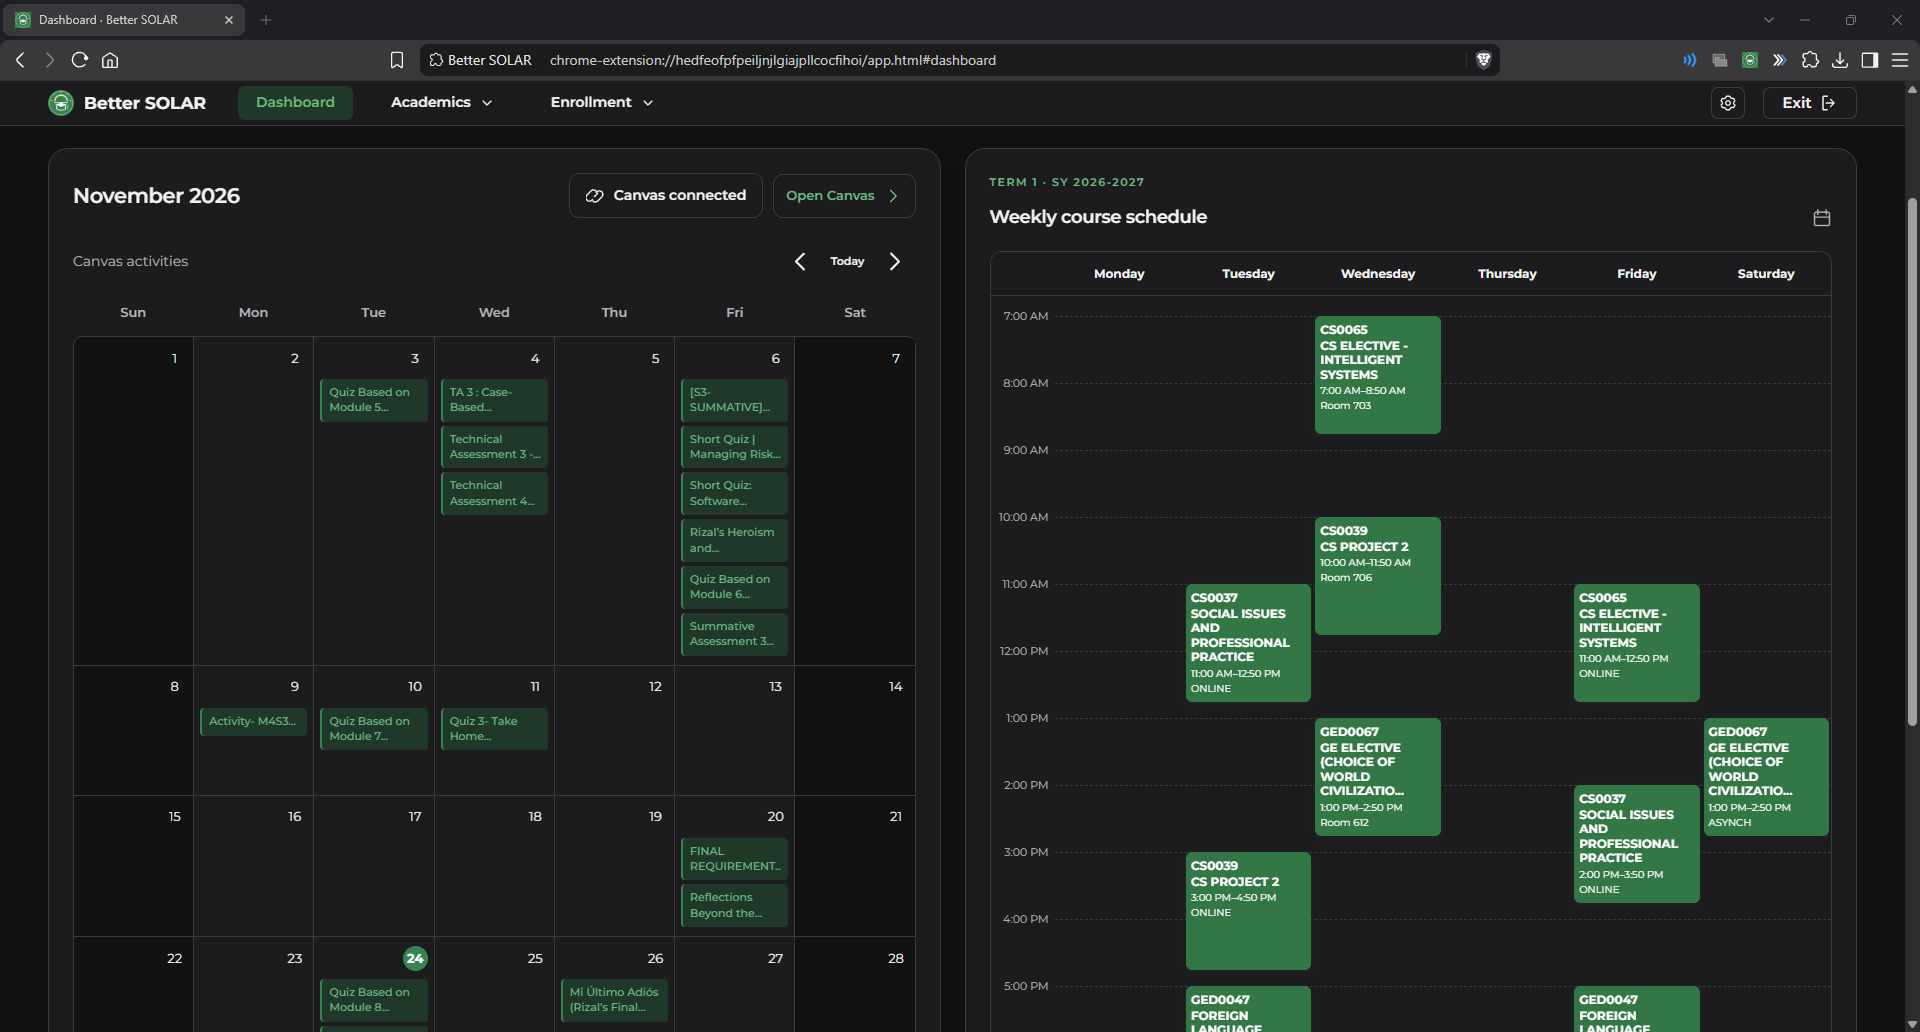 Dashboard · Better SOLAR
Better SOLAR
chrome-extension://hedfeofpfpeiljnjlgiajpllcocfihoi/app.html#dashboard
Better SOLAR
Dashboard
Academics
Enrollment
Exit
November 2026
Canvas connected
Open Canvas
Canvas activities
Today
Sun Mon Tue Wed Thu Fri Sat
1 2 3 4 5 6 7
Quiz Based on
Module 5...
TA 3 : Case-
Based...
Technical
Assessment 3 -...
Technical
Assessment 4...
[S3-
SUMMATIVE]...
Short Quiz |
Managing Risk...
Short Quiz:
Software...
Rizal's Heroism
and...
Quiz Based on
Module 6...
Summative
Assessment 3...
8 9 10 11 12 13 14
Activity- M4S3...
Quiz Based on
Module 7...
Quiz 3- Take
Home...
15 16 17 18 19 20 21
FINAL
REQUIREMENT...
Reflections
Beyond the...
22 23 24 25 26 27 28
Quiz Based on
Module 8...
Mi Último Adiós
(Rizal's Final...
TERM 1 · SY 2026-2027
Weekly course schedule
Monday Tuesday Wednesday Thursday Friday Saturday
7:00 AM
8:00 AM
9:00 AM
10:00 AM
11:00 AM
12:00 PM
1:00 PM
2:00 PM
3:00 PM
4:00 PM
5:00 PM
CS0037
SOCIAL ISSUES
AND
PROFESSIONAL
PRACTICE
11:00 AM–12:50 PM
ONLINE
CS0039
CS PROJECT 2
3:00 PM–4:50 PM
ONLINE
GED0047
FOREIGN
LANGUAGE
CS0065
CS ELECTIVE -
INTELLIGENT
SYSTEMS
7:00 AM–8:50 AM
Room 703
CS0039
CS PROJECT 2
10:00 AM–11:50 AM
Room 706
GED0067
GE ELECTIVE
(CHOICE OF
WORLD
CIVILIZATIO...
1:00 PM–2:50 PM
Room 612
CS0065
CS ELECTIVE -
INTELLIGENT
SYSTEMS
11:00 AM–12:50 PM
ONLINE
CS0037
SOCIAL ISSUES
AND
PROFESSIONAL
PRACTICE
2:00 PM–3:50 PM
ONLINE
GED0047
FOREIGN
LANGUAGE
GED0067
GE ELECTIVE
(CHOICE OF
WORLD
CIVILIZATIO...
1:00 PM–2:50 PM
ASYNCH